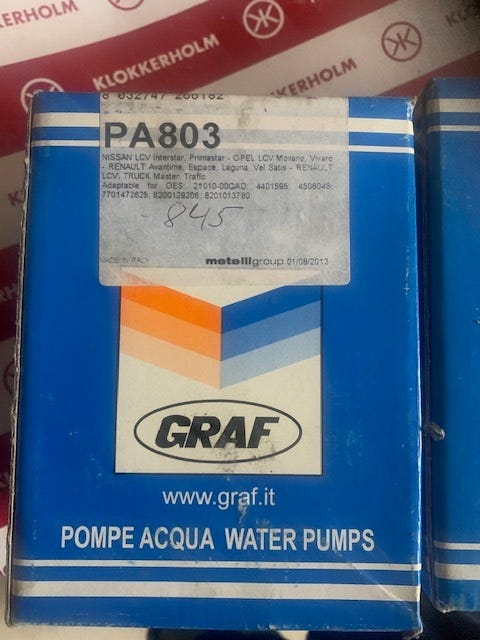 KLOKKERHOLM
KLOKKERHOLM
KLOKKERHOLM
8 032747 266182
PA803
NISSAN LCV Interstar, Primastar - OPEL LCV Movano, Vivaro
- RENAULT Avantime, Espace, Laguna, Vel Satis - RENAULT
LCV, TRUCK Master, Trafic
Adaptable for OES: 21010-00QAD; 4401595; 4506045;
7701472625; 8200129206; 8201013760
- 845
MADE IN ITALY
metelligroup 01/08/2013
GRAF
www.graf.it
POMPE ACQUA WATER PUMPS